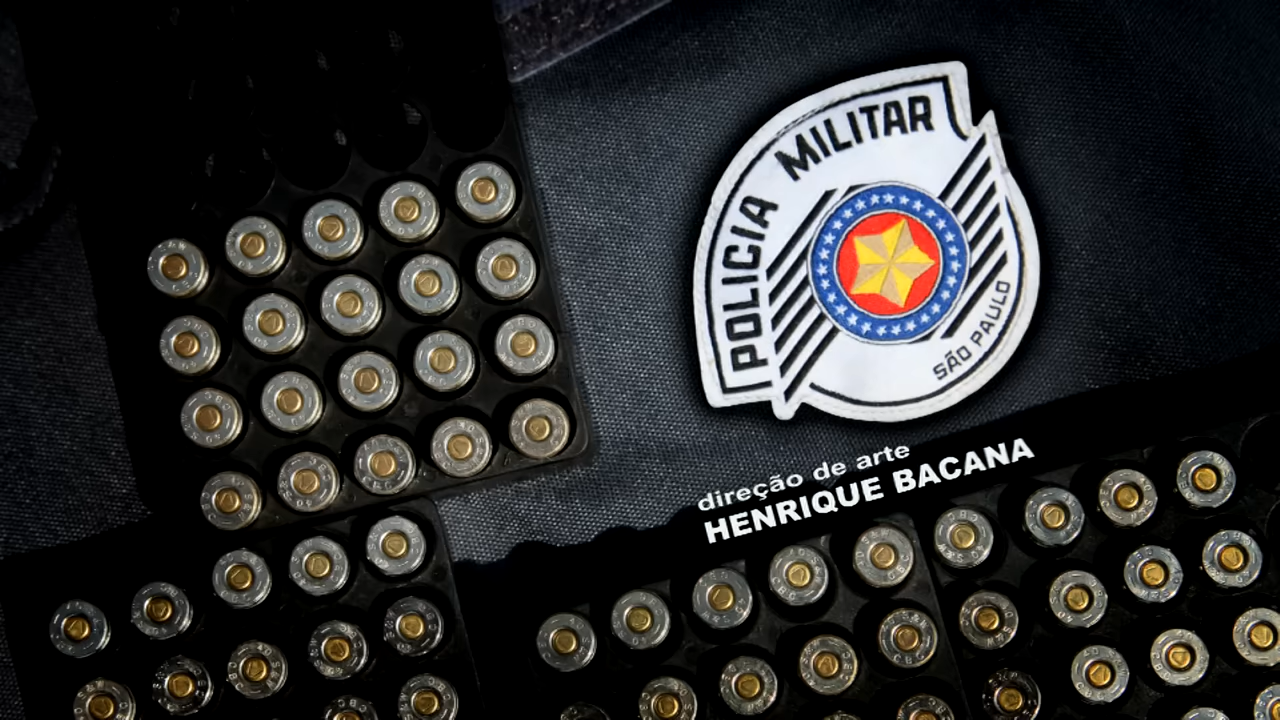 POLICIA MILITAR
SÃO PAULO
direção de arte
HENRIQUE BACANA